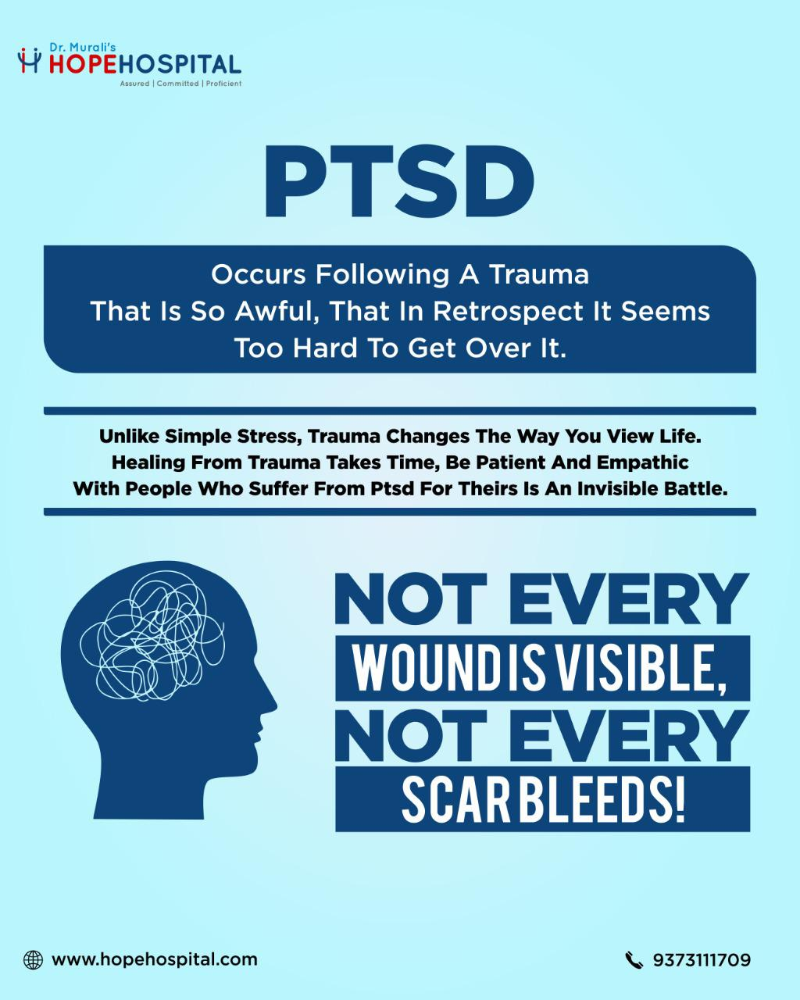 Dr. Murali's
HOPEHOSPITAL
Assured | Committed | Proficient
PTSD
Occurs Following A Trauma
That Is So Awful, That In Retrospect It Seems
Too Hard To Get Over It.
Unlike Simple Stress, Trauma Changes The Way You View Life.
Healing From Trauma Takes Time, Be Patient And Empathic
With People Who Suffer From Ptsd For Theirs Is An Invisible Battle.
NOT EVERY
WOUND IS VISIBLE,
NOT EVERY
SCAR BLEEDS!
www.hopehospital.com
9373111709